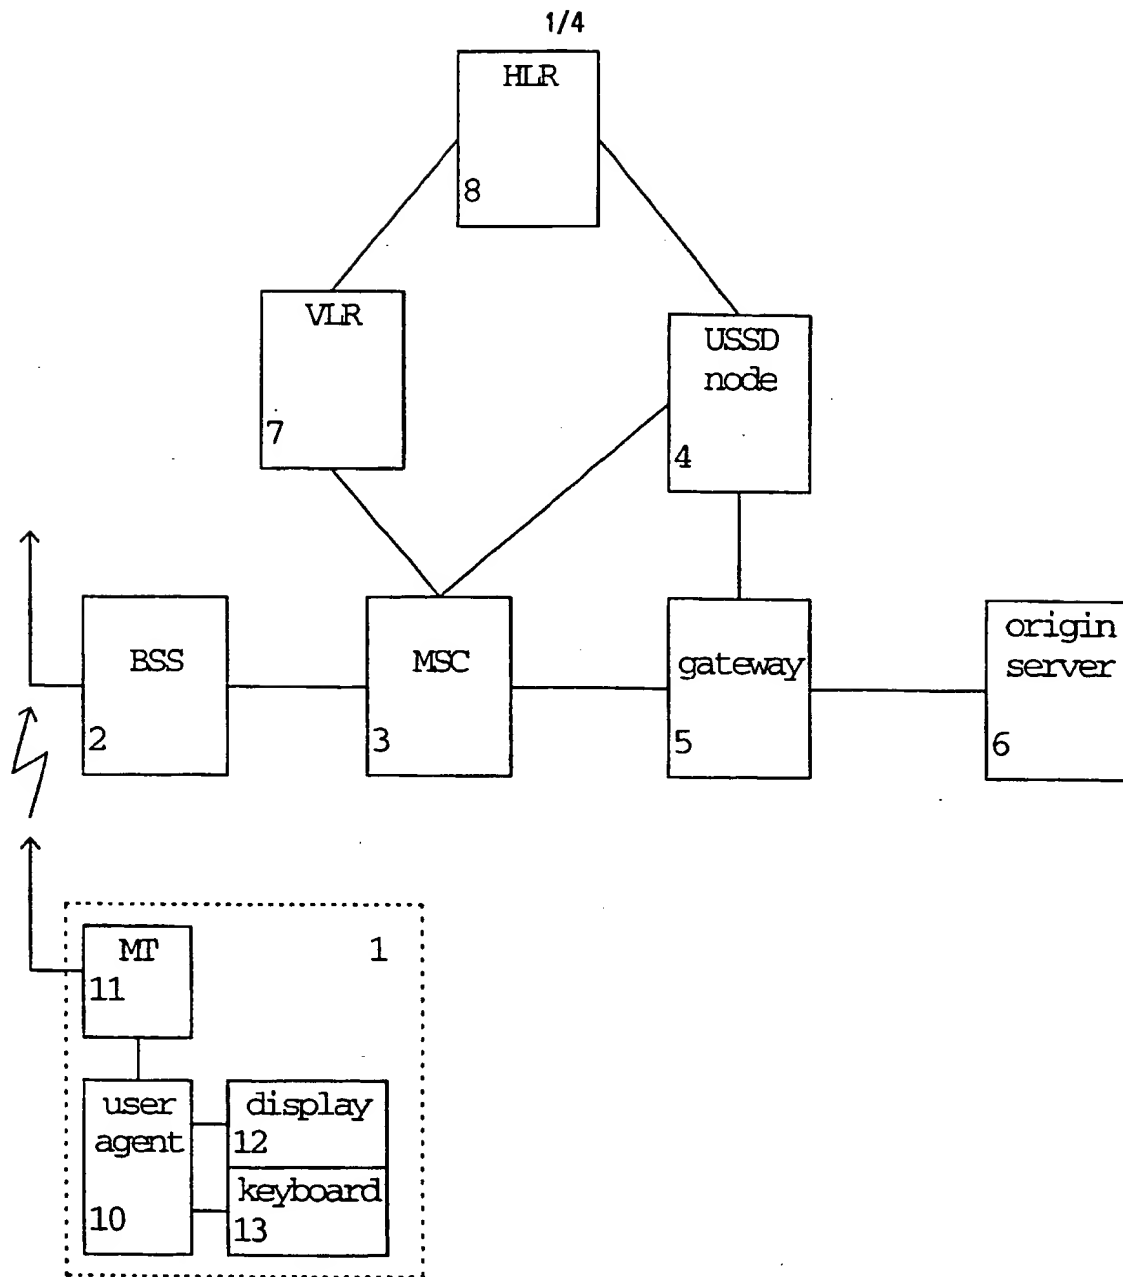 1/4
HLR
8
VLR
7
USSD
node
4
BSS
2
MSC
3
gateway
5
origin
server
6
MT
11
1
user
agent
10
display
12
keyboard
13